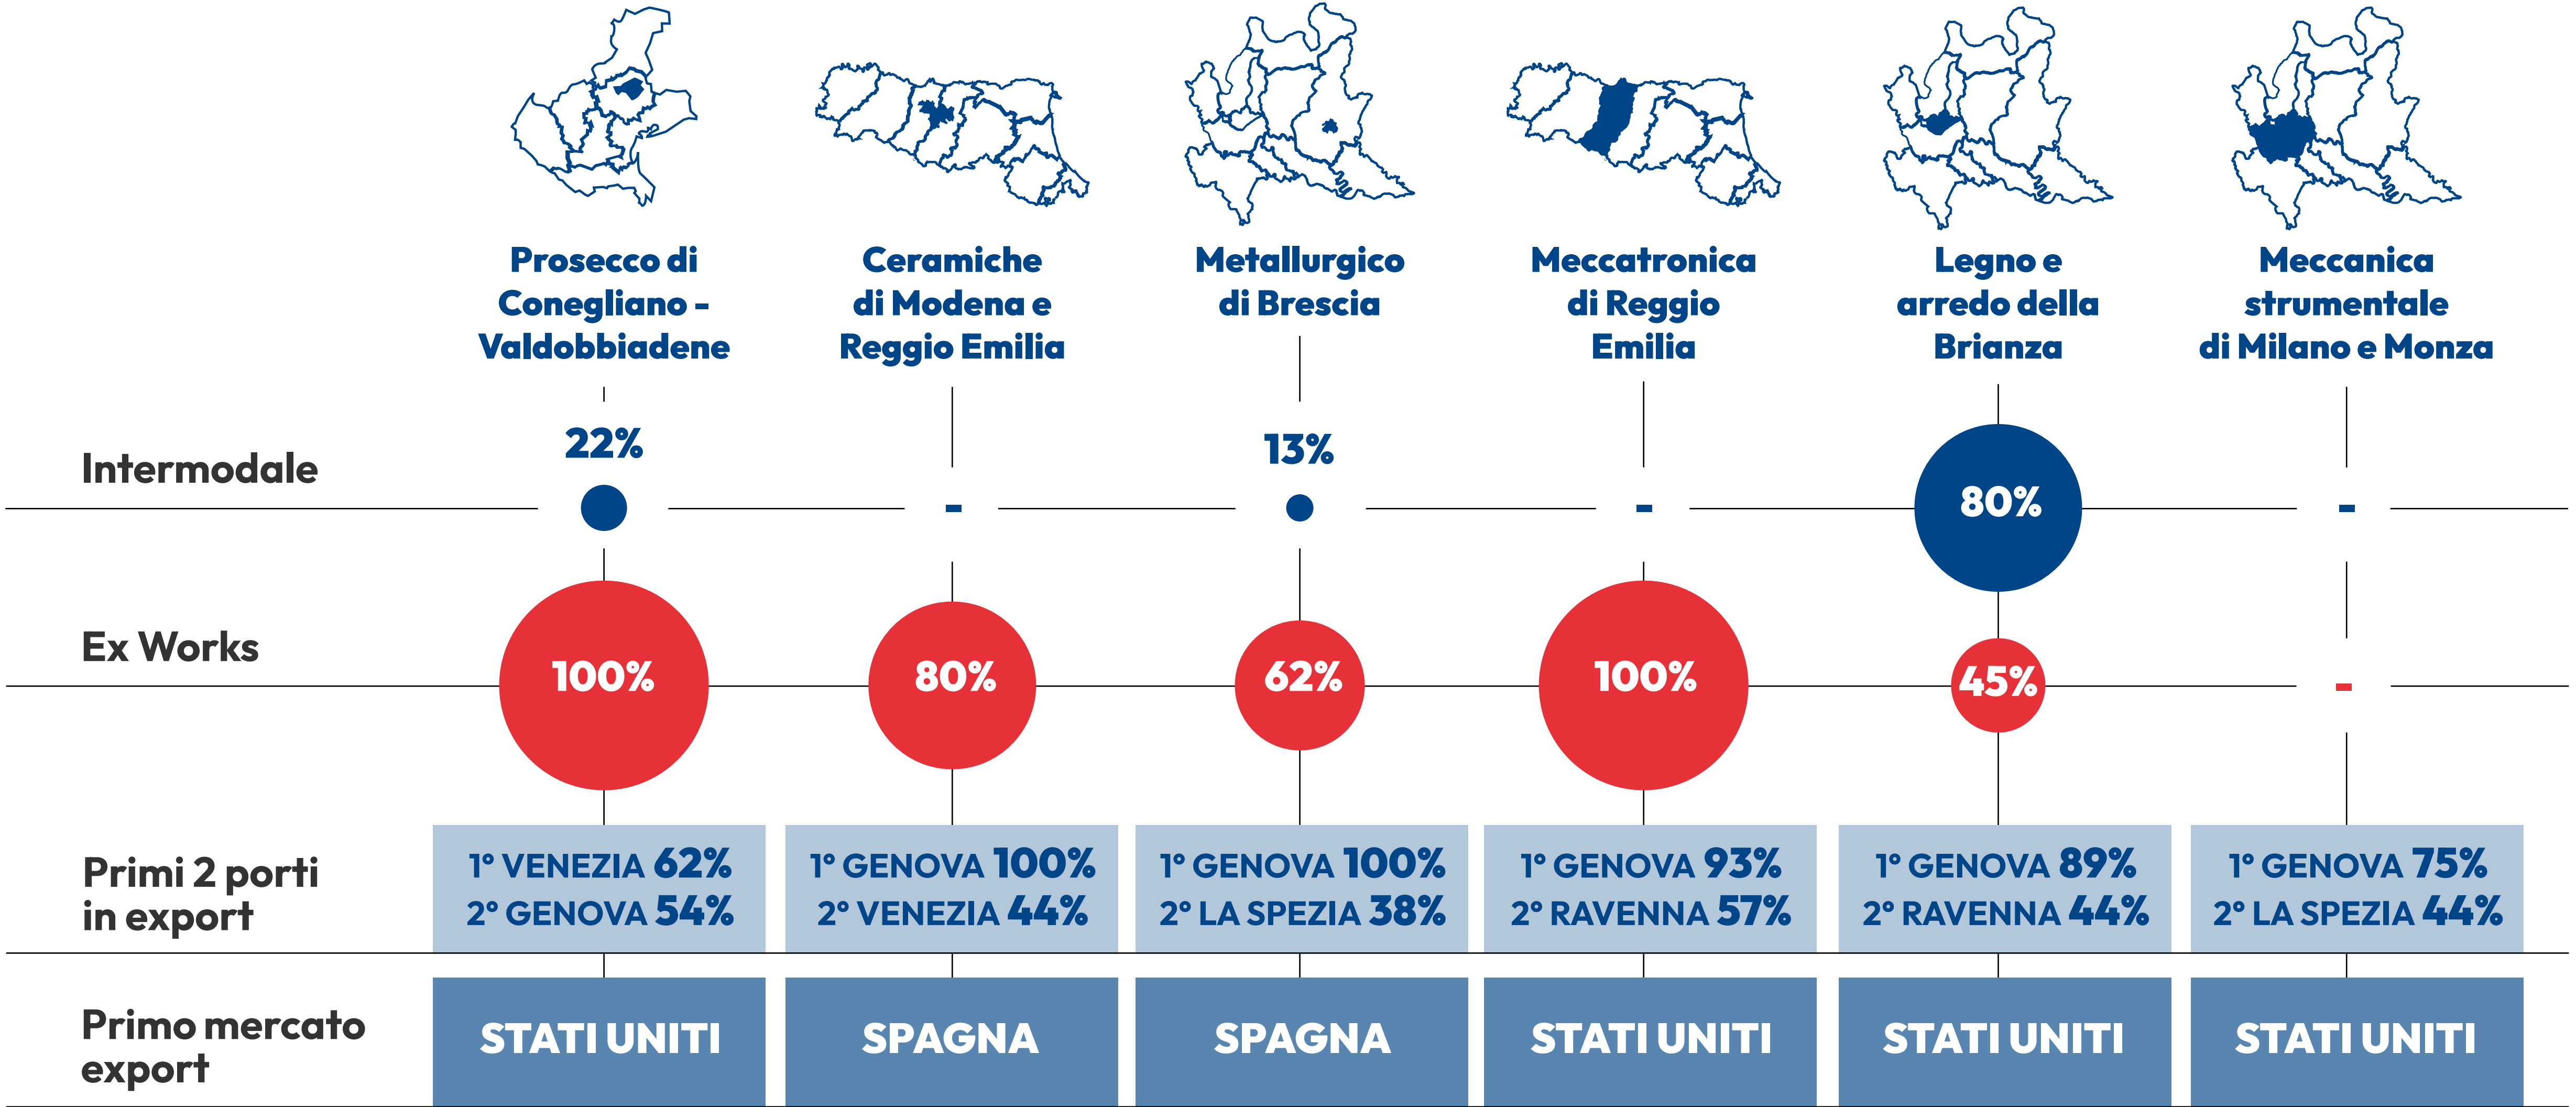 Prosecco di
Conegliano -
Valdobbiadene
Ceramiche
di Modena e
Reggio Emilia
Metallurgico
di Brescia
Meccatronica
di Reggio
Emilia
Legno e
arredo della
Brianza
Meccanica
strumentale
di Milano e Monza
Intermodale
22%
-
13%
-
80%
-
Ex Works
100%
80%
62%
100%
45%
-
Primi 2 porti
in export
1° VENEZIA 62%
2° GENOVA 54%
1° GENOVA 100%
2° VENEZIA 44%
1° GENOVA 100%
2° LA SPEZIA 38%
1° GENOVA 93%
2° RAVENNA 57%
1° GENOVA 89%
2° RAVENNA 44%
1° GENOVA 75%
2° LA SPEZIA 44%
Primo mercato
export
STATI UNITI
SPAGNA
SPAGNA
STATI UNITI
STATI UNITI
STATI UNITI